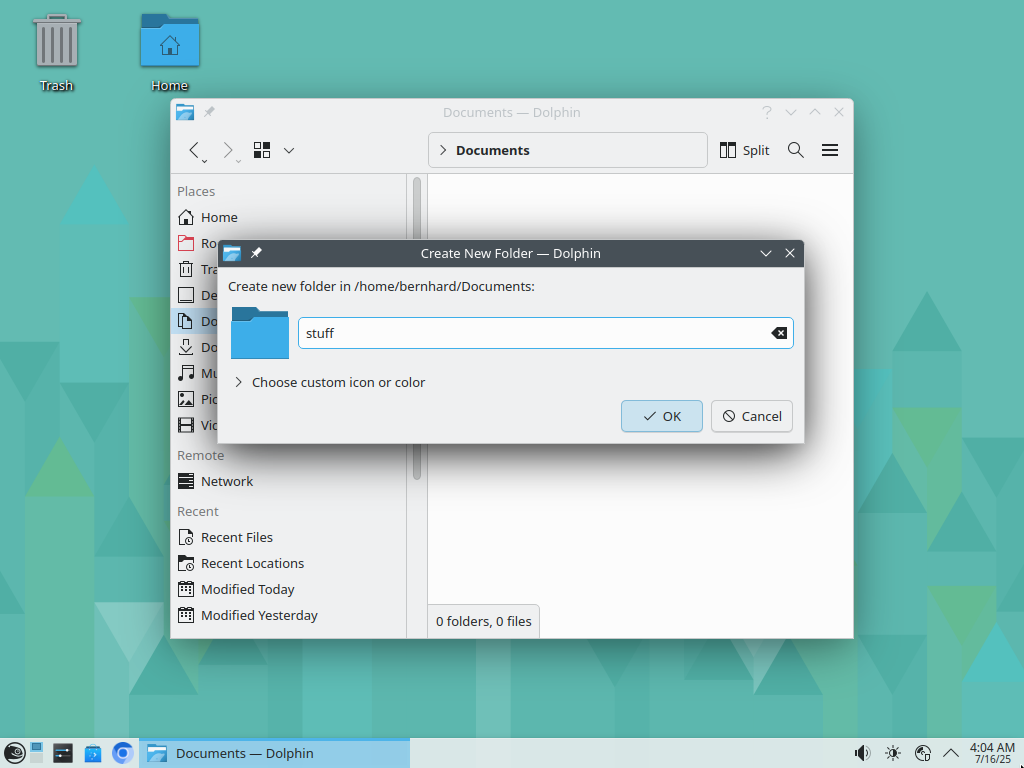 Trash
Home
Documents — Dolphin
Documents
Split
Places
Home
Ro
Tra
De
Do
Do
Mu
Pic
Vic
Create New Folder — Dolphin
Create new folder in /home/bernhard/Documents:
stuff
Choose custom icon or color
OK
Cancel
Remote
Network
Recent
Recent Files
Recent Locations
Modified Today
Modified Yesterday
0 folders, 0 files
Documents — Dolphin
4:04 AM
7/16/25